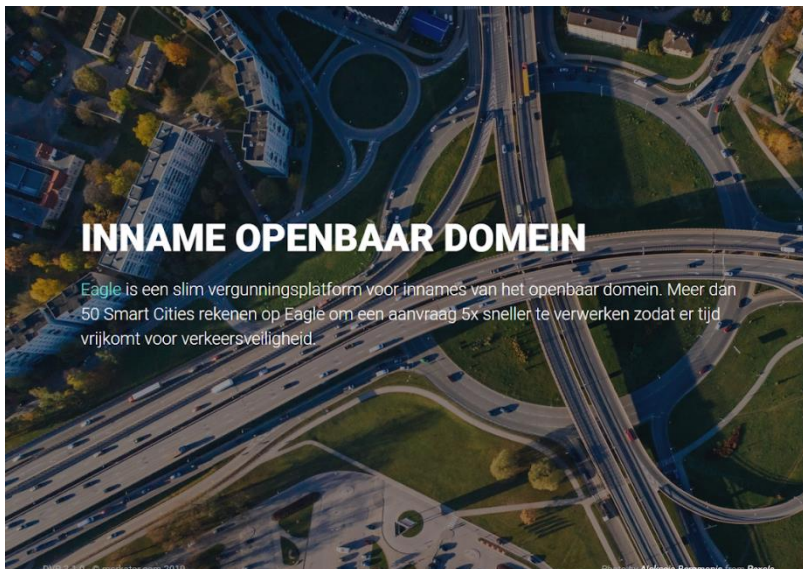 INNAME OPENBAAR DOMEIN
Eagle is een slim vergunningsplatform voor innames van het openbaar domein. Meer dan
50 Smart Cities rekenen op Eagle om een aanvraag 5x sneller te verwerken zodat er tijd
vrijkomt voor verkeersveiligheid.